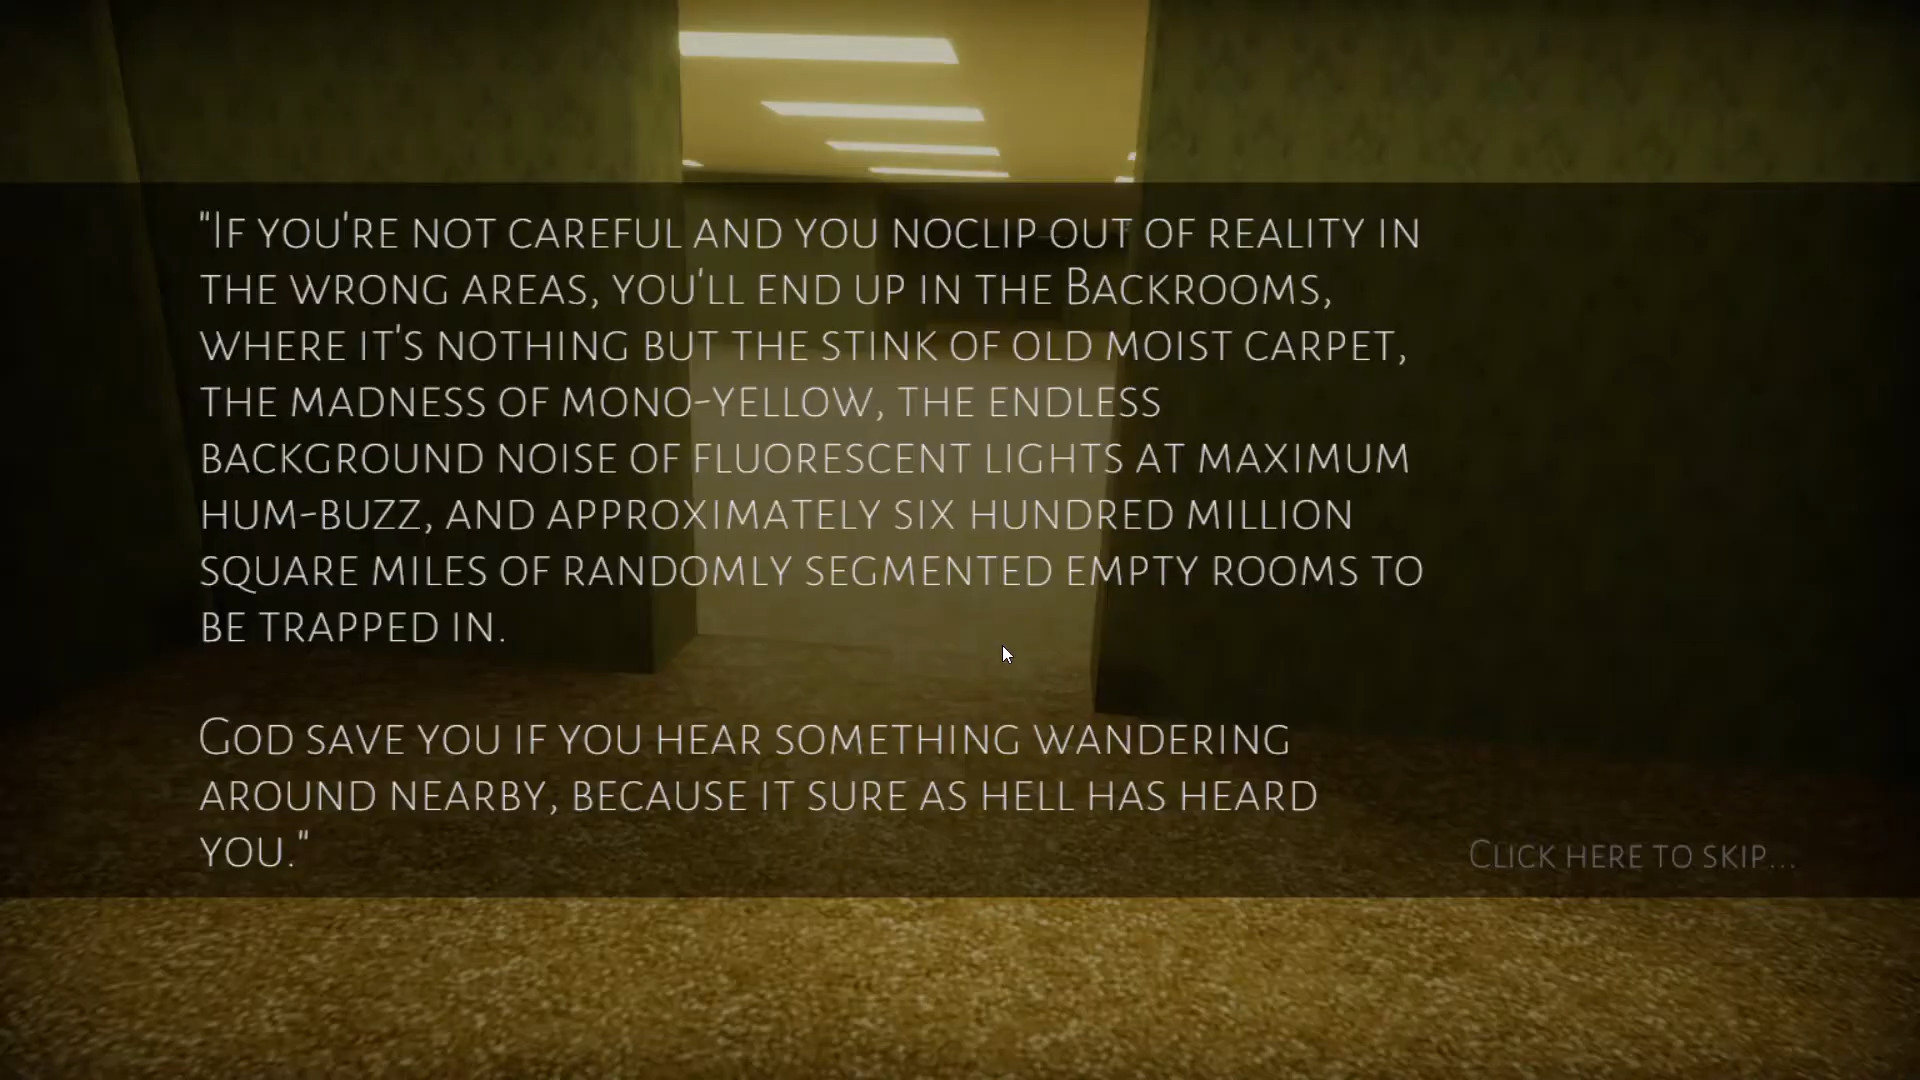 "If you're not careful and you noclip out of reality in
the wrong areas, you'll end up in the Backrooms,
where it's nothing but the stink of old moist carpet,
the madness of mono-yellow, the endless
background noise of fluorescent lights at maximum
hum-buzz, and approximately six hundred million
square miles of randomly segmented empty rooms to
be trapped in.
God save you if you hear something wandering
around nearby, because it sure as hell has heard
you."
Click here to skip...